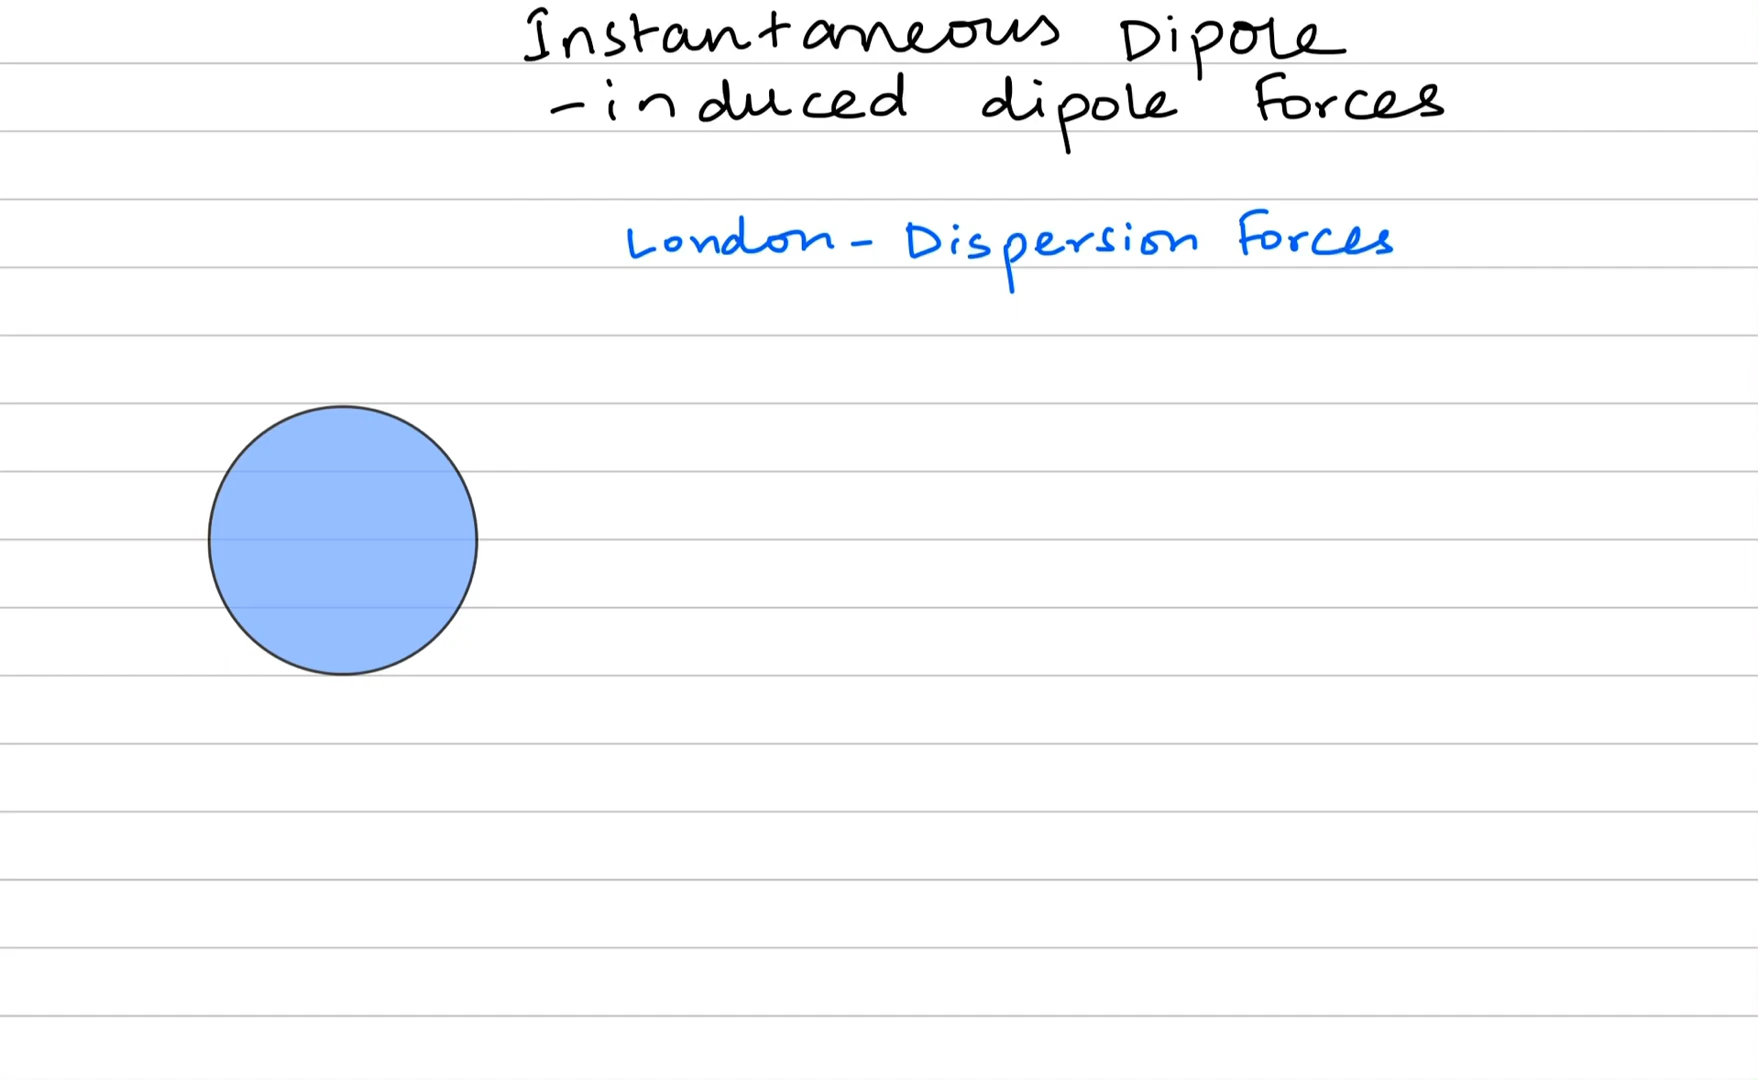 Instantaneous Dipole
- induced dipole Forces
London - Dispersion Forces